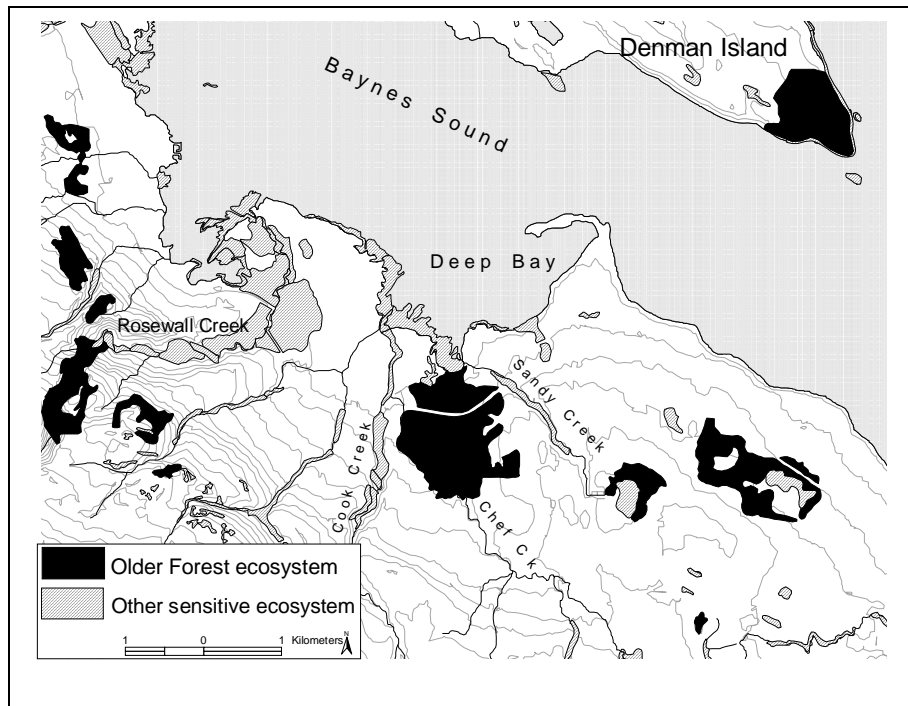 Denman Island
Baynes Sound
Deep Bay
Rosewall Creek
Sandy Creek
Cook Creek
Chef Ck
Older Forest ecosystem
Other sensitive ecosystem
1 0 1 Kilometers N